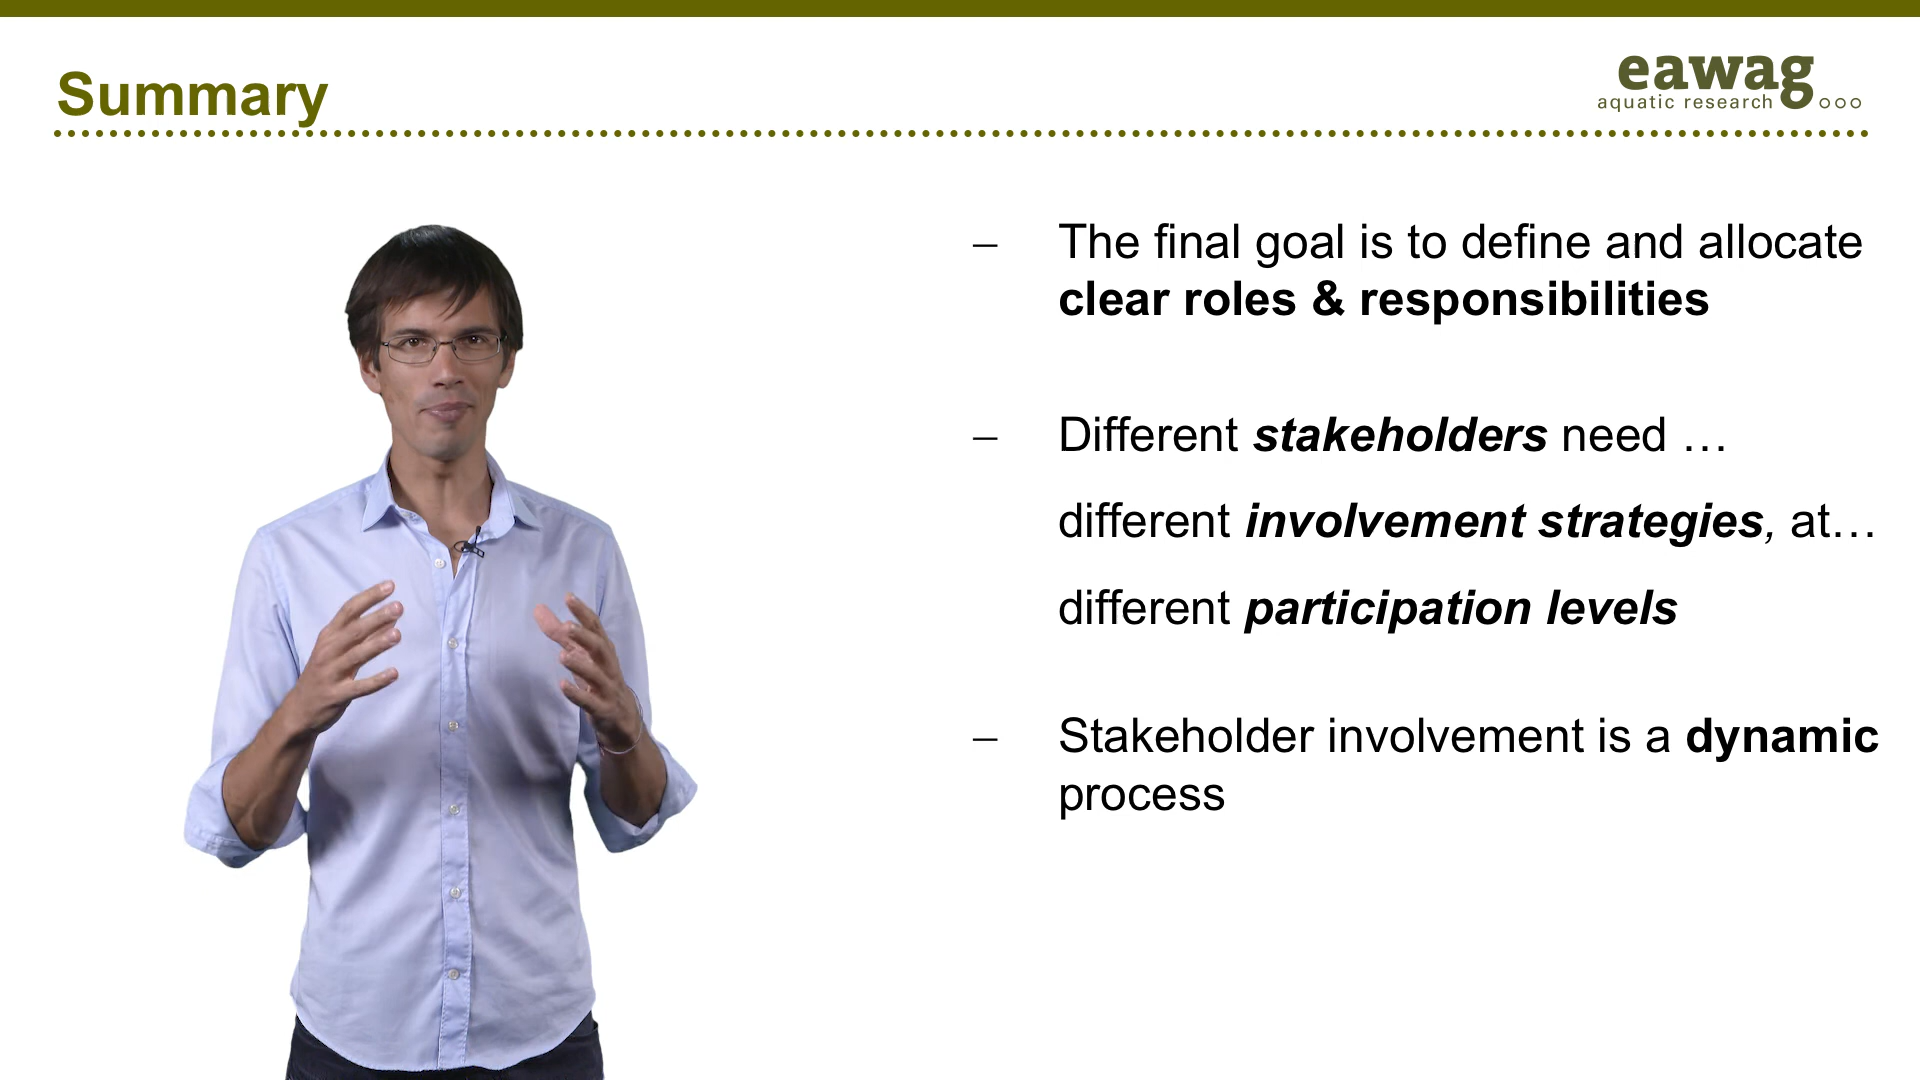 Summary
eawag
aquatic research
– The final goal is to define and allocate
clear roles & responsibilities
– Different stakeholders need …
different involvement strategies, at…
different participation levels
– Stakeholder involvement is a dynamic
process